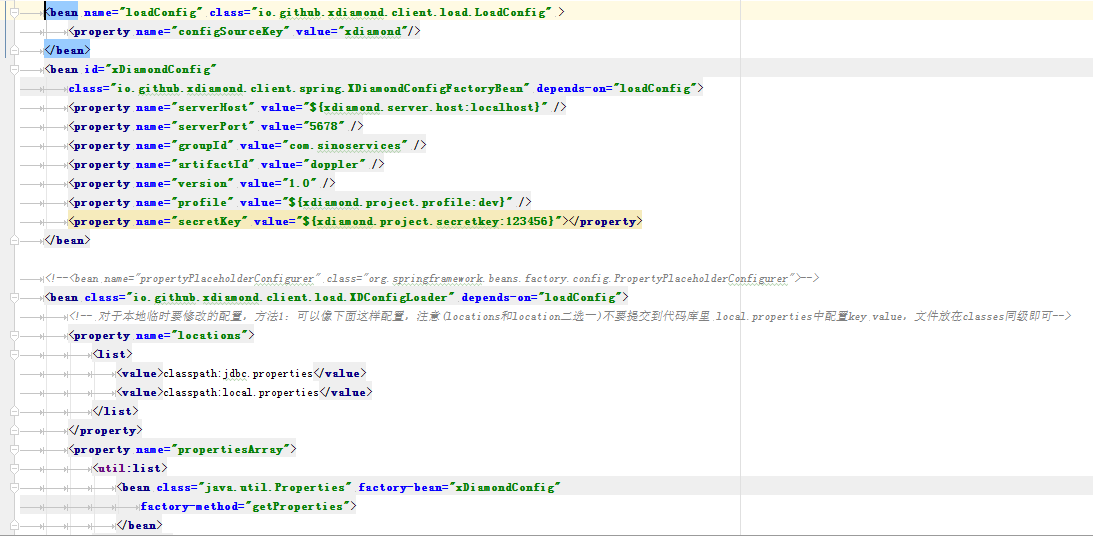 <bean name="loadConfig" class="io.github.xdiamond.client.load.LoadConfig" >
<property name="configSourceKey" value="xdiamond"/>
</bean>
<bean id="xDiamondConfig"
class="io.github.xdiamond.client.spring.XDiamondConfigFactoryBean" depends-on="loadConfig">
<property name="serverHost" value="${xdiamond.server.host:localhost}" />
<property name="serverPort" value="5678" />
<property name="groupId" value="com.sinoservices" />
<property name="artifactId" value="doppler" />
<property name="version" value="1.0" />
<property name="profile" value="${xdiamond.project.profile:dev}" />
<property name="secretKey" value="${xdiamond.project.secretkey:123456}"></property>
</bean>
<!--<bean name="propertyPlaceholderConfigurer" class="org.springframework.beans.factory.config.PropertyPlaceholderConfigurer">-->
<bean class="io.github.xdiamond.client.load.XDConfigLoader" depends-on="loadConfig">
<!-- 对于本地临时要修改的配置，方法1：可以像下面这样配置，注意(locations和location二选一)不要提交到代码库里 local.properties中配置key value，文件放在classes同级即可-->
<property name="locations">
<list>
<value>classpath:jdbc.properties</value>
<value>classpath:local.properties</value>
</list>
</property>
<property name="propertiesArray">
<util:list>
<bean class="java.util.Properties" factory-bean="xDiamondConfig"
factory-method="getProperties">
</bean>